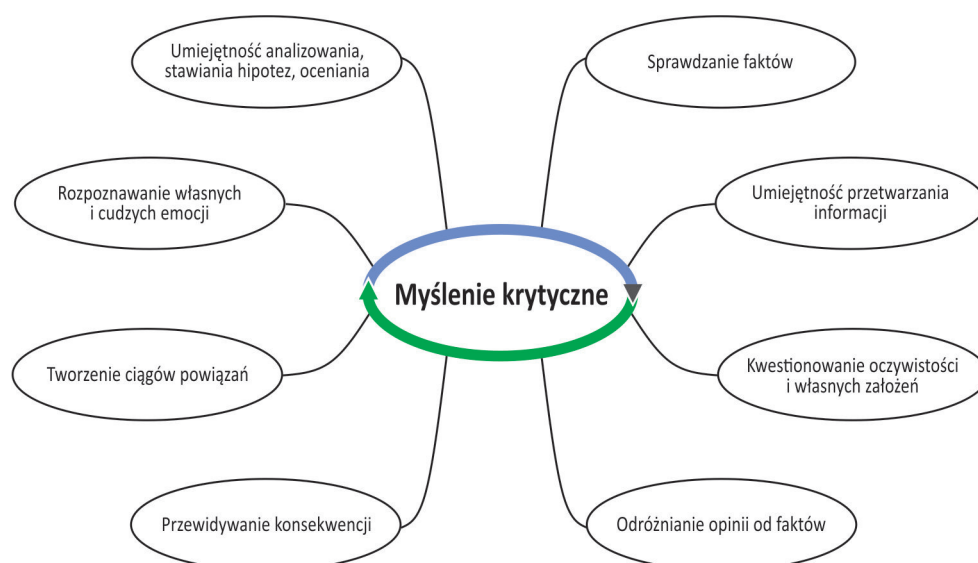 Umiejętność analizowania,
stawiania hipotez, oceniania
Sprawdzanie faktów
Rozpoznawanie własnych
i cudzych emocji
Umiejętność przetwarzania
informacji
Myślenie krytyczne
Tworzenie ciągów powiązań
Kwestionowanie oczywistości
i własnych założeń
Przewidywanie konsekwencji
Odróżnianie opinii od faktów